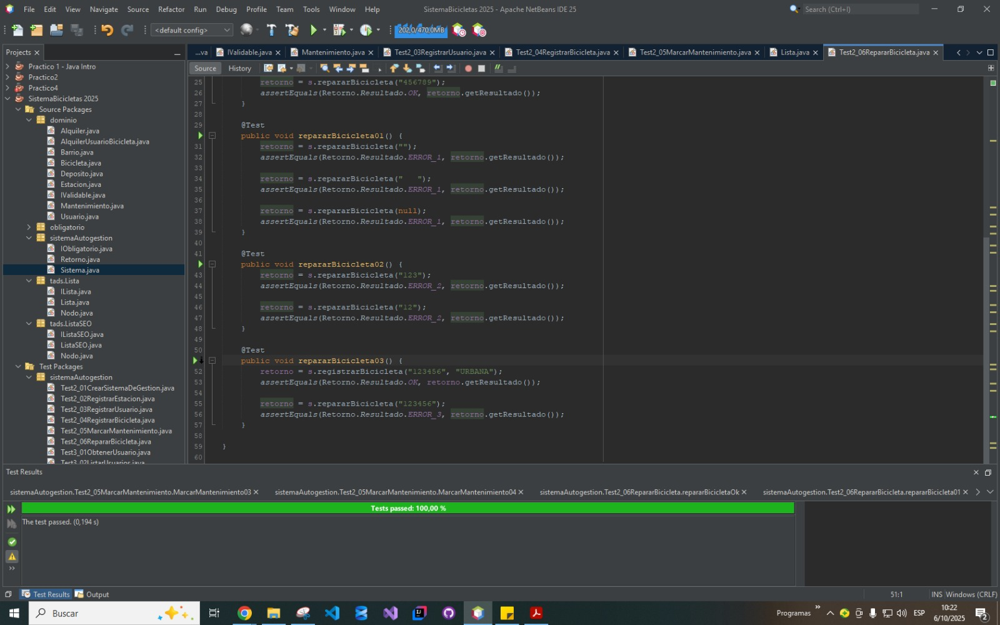 File Edit View Navigate Source Refactor Run Debug Profile Team Tools Window Help
SistemaBicicletas 2025 - Apache NetBeans IDE 25
Search (Ctrl+I)
<default config>
202,0/470,0MB
Projects
...va
IValidable.java
Mantenimiento.java
Test2_03RegistrarUsuario.java
Test2_04RegistrarBicicleta.java
Test2_05MarcarMantenimiento.java
Lista.java
Test2_06RepararBicicleta.java
Source History
Practico 1 - Java Intro
Practico2
Practico4
SistemaBicicletas 2025
Source Packages
dominio
Alquiler.java
AlquilerUsuarioBicicleta.java
Barrio.java
Bicicleta.java
Deposito.java
Estacion.java
IValidable.java
Mantenimiento.java
Usuario.java
obligatorio
sistemaAutogestion
IObligatorio.java
Retorno.java
Sistema.java
tads.Lista
ILista.java
Lista.java
Nodo.java
tads.ListaSEO
IListaSEO.java
ListaSEO.java
Nodo.java
Test Packages
sistemaAutogestion
Test2_01CrearSistemaDeGestion.java
Test2_02RegistrarEstacion.java
Test2_03RegistrarUsuario.java
Test2_04RegistrarBicicleta.java
Test2_05MarcarMantenimiento.java
Test2_06RepararBicicleta.java
Test3_01ObtenerUsuario.java
Test3_02ListarUsuarios.java
25 retorno = s.repararBicicleta("456789");
26 assertEquals(Retorno.Resultado.OK, retorno.getResultado());
27 }
28
29 @Test
public void repararBicicleta01() {
31 retorno = s.repararBicicleta("");
32 assertEquals(Retorno.Resultado.ERROR_1, retorno.getResultado());
33
34 retorno = s.repararBicicleta("   ");
35 assertEquals(Retorno.Resultado.ERROR_1, retorno.getResultado());
36
37 retorno = s.repararBicicleta(null);
38 assertEquals(Retorno.Resultado.ERROR_1, retorno.getResultado());
39 }
40
41 @Test
public void repararBicicleta02() {
43 retorno = s.repararBicicleta("123");
44 assertEquals(Retorno.Resultado.ERROR_2, retorno.getResultado());
45
46 retorno = s.repararBicicleta("12");
47 assertEquals(Retorno.Resultado.ERROR_2, retorno.getResultado());
48 }
49
50 @Test
public void repararBicicleta03() {
52 retorno = s.registrarBicicleta("123456", "URBANA");
53 assertEquals(Retorno.Resultado.OK, retorno.getResultado());
54
55 retorno = s.repararBicicleta("123456");
56 assertEquals(Retorno.Resultado.ERROR_3, retorno.getResultado());
57 }
58
59 }
60
Test Results
sistemaAutogestion.Test2_05MarcarMantenimiento.MarcarMantenimiento03
sistemaAutogestion.Test2_05MarcarMantenimiento.MarcarMantenimiento04
sistemaAutogestion.Test2_06RepararBicicleta.repararBicicletaOk
sistemaAutogestion.Test2_06RepararBicicleta.repararBicicleta01
Tests passed: 100,00 %
The test passed. (0,194 s)
Test Results Output
51:1 INS Windows (CRLF)
Buscar
Programas
ESP
10:22
6/10/2025
2